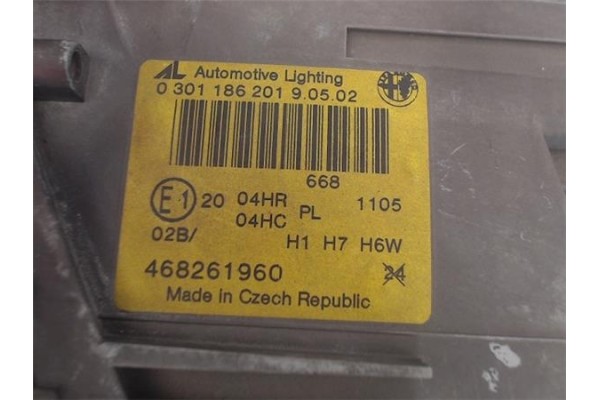 AL Automotive Lighting
0 301 186 201 9.05.02
668
E1 20 04HR PL 1105
04HC
02B/ H1 H7 H6W
468261960 24
Made in Czech Republic